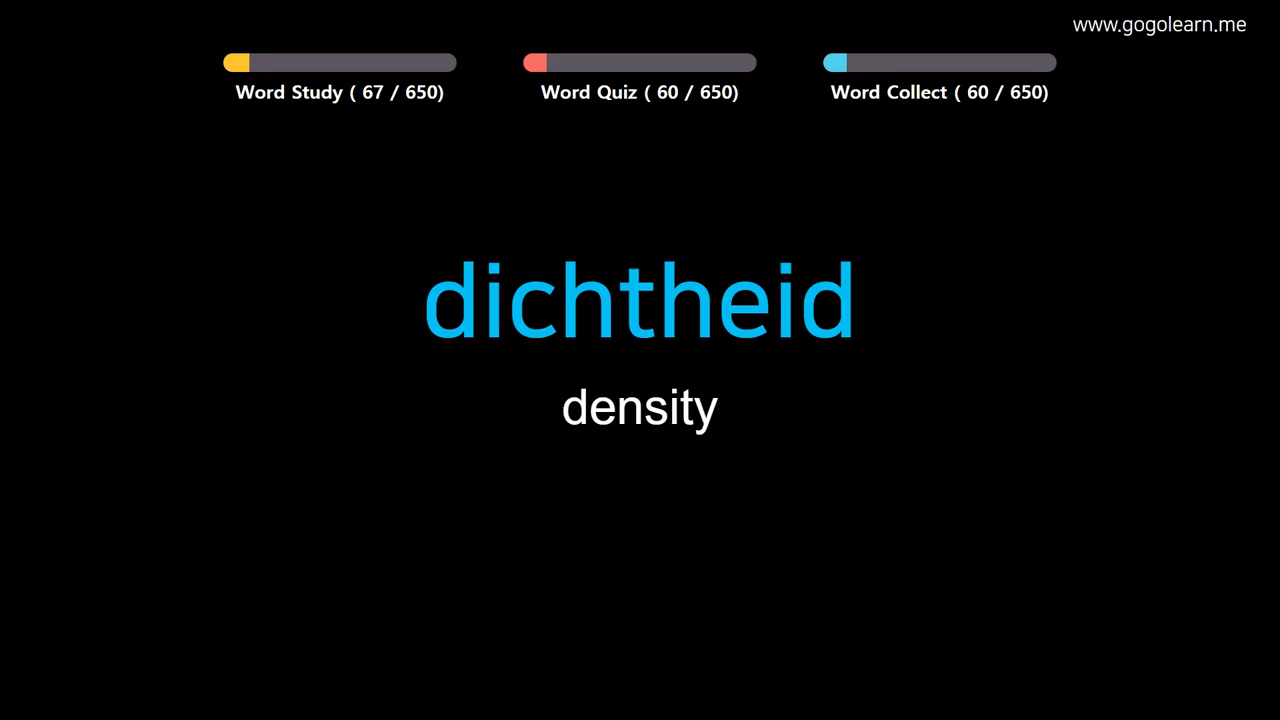 www.gogolearn.me
Word Study ( 67 / 650)
Word Quiz ( 60 / 650)
Word Collect ( 60 / 650)
dichtheid
density